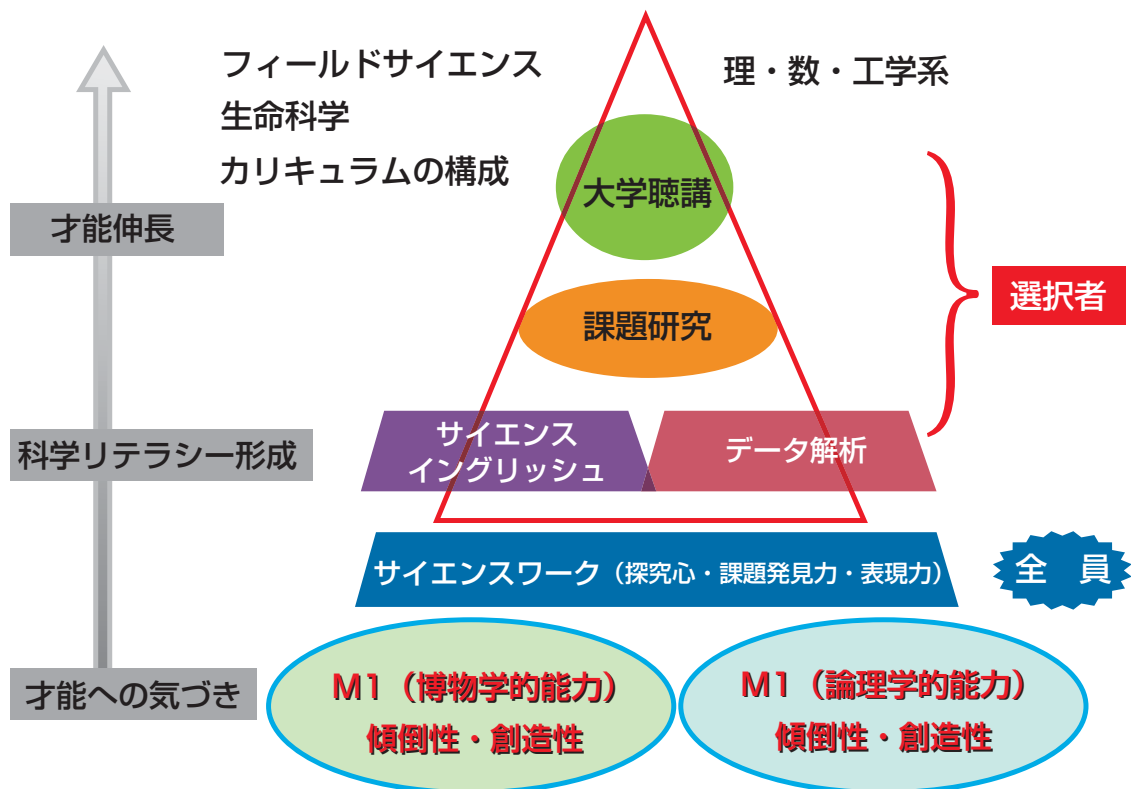 フィールドサイエンス
生命科学
カリキュラムの構成
理・数・工学系
大学聴講
才能伸長
選択者
課題研究
サイエンス
イングリッシュ
データ解析
科学リテラシー形成
サイエンスワーク（探究心・課題発見力・表現力）
全　員
才能への気づき
M1（博物学的能力）
傾倒性・創造性
M1（論理学的能力）
傾倒性・創造性